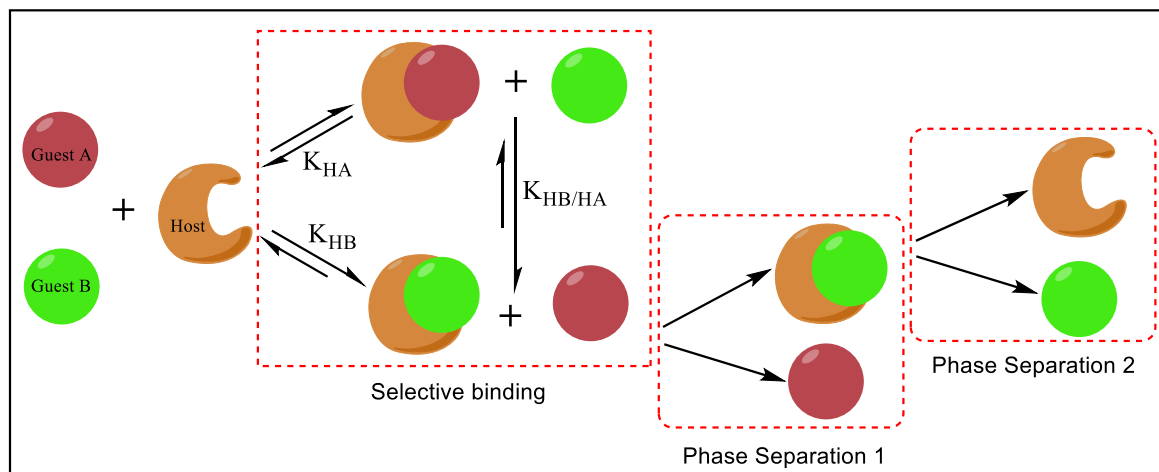 Guest A
+
Host
Guest B
K_HA
K_HB
+
K_HB/HA
+
Selective binding
Phase Separation 1
Phase Separation 2